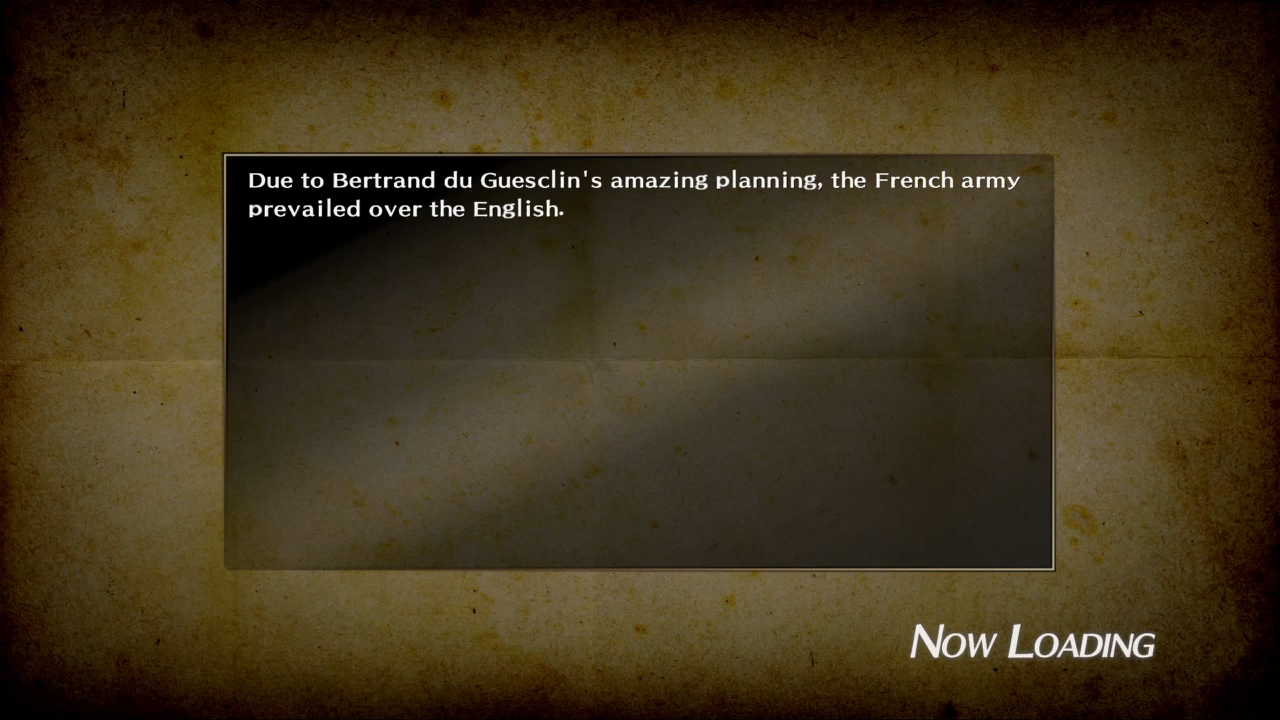 Due to Bertrand du Guesclin's amazing planning, the French army
prevailed over the English.
Now Loading